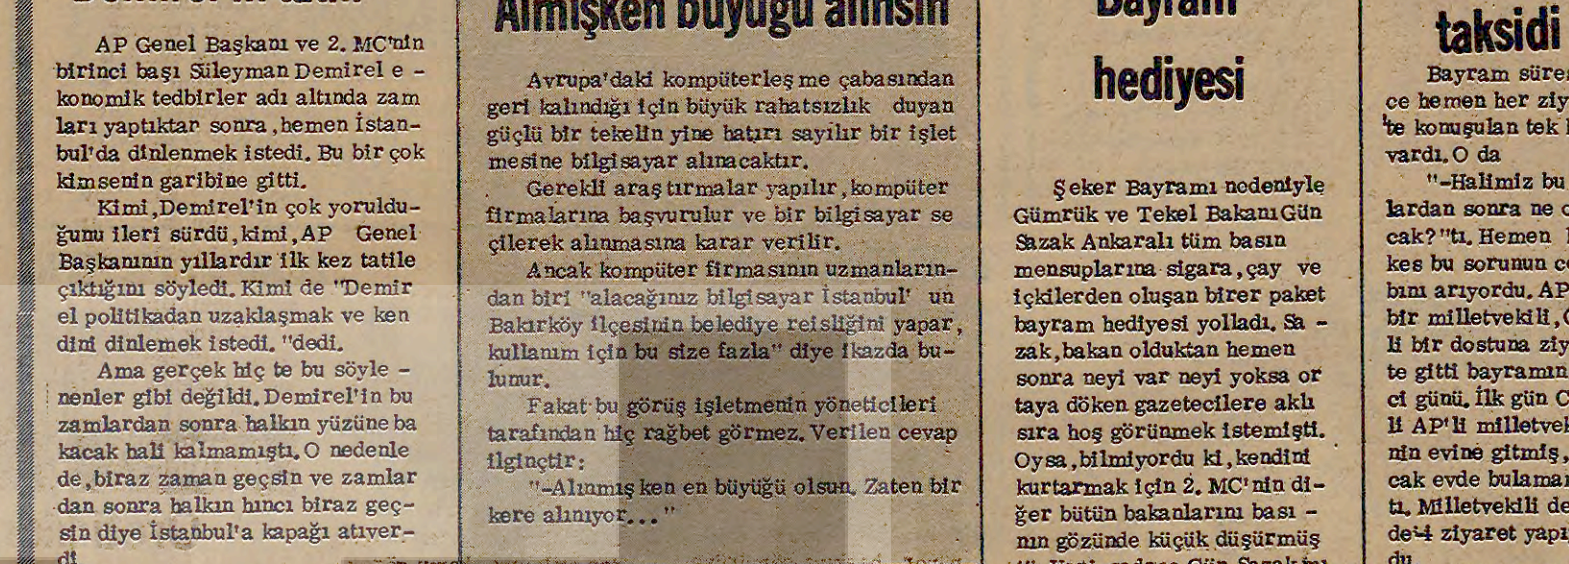 AP Genel Başkanı ve 2. MC'nin
birinci başı Süleyman Demirel e -
konomik tedbirler adı altında zam
ları yaptıktar sonra ,hemen İstan-
bul'da dinlenmek istedi. Bu bir çok
kimsenin garibine gitti.
Kimi ,Demirel'in çok yoruldu-
ğunu ileri sürdü ,kimi ,AP Genel
Başkanının yıllardır ilk kez tatile
çıktığını söyledi. Kimi de "Demir
el politikadan uzaklaşmak ve ken
dini dinlemek istedi. "dedi.
Ama gerçek hiç te bu söyle -
nenler gibi değildi. Demirel'in bu
zamlardan sonra halkın yüzüne ba
kacak hali kalmamıştı. O nedenle
de ,biraz zaman geçsin ve zamlar
dan sonra halkın hıncı biraz geç-
sin diye İstanbul'a kapağı atıver-
di
Almışken büyüğü alınsın
Avrupa'daki kompüterleş me çabasından
geri kalındığı için büyük rahatsızlık duyan
güçlü bir tekelin yine hatırı sayılır bir işlet
mesine bilgisayar alınacaktır.
Gerekli araş tırmalar yapılır ,kompüter
firmalarına başvurulur ve bir bilgisayar se
çilerek alınmasına karar verilir.
Ancak kompüter firmasının uzmanların-
dan biri "alacağınız bilgisayar İstanbul' un
Bakırköy ilçesinin belediye reisliğini yapar,
kullanım için bu size fazla" diye ikazda bu-
lunur.
Fakat bu görüş işletmenin yöneticileri
tarafından hiç rağbet görmez. Verilen cevap
ilginçtir:
"-Alınmış ken en büyüğü olsun. Zaten bir
kere alınıyor..."
Bayram
hediyesi
Şeker Bayramı nedeniyle
Gümrük ve Tekel Bakanı Gün
Sazak Ankaralı tüm basın
mensuplarına sigara ,çay ve
içkilerden oluşan birer paket
bayram hediyesi yolladı. Sa -
zak ,bakan olduktan hemen
sonra neyi var neyi yoksa or
taya döken gazetecilere aklı
sıra hoş görünmek istemişti.
Oysa ,bilmiyordu ki ,kendini
kurtarmak için 2. MC'nin di-
ğer bütün bakanlarını bası -
nın gözünde küçük düşürmüş
taksidi
Bayram süres
ce hemen her ziy
te konuşulan tek
vardı. O da
"-Halimiz bu
lardan sonra ne
cak?"tı. Hemen
kes bu sorunun c
bını arıyordu. AP
bir milletvekili ,
li bir dostuna ziy
te gitti bayramın
ci günü. İlk gün
li AP'li milletvek
nin evine gitmiş ,
cak evde bulama
tı. Milletvekili de
ziyaret yapı
du